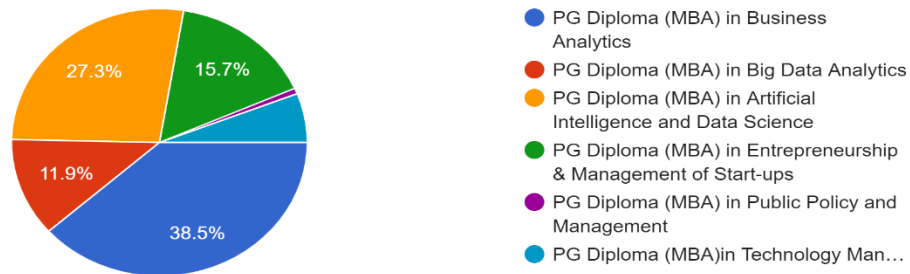 27.3%
15.7%
11.9%
38.5%
PG Diploma (MBA) in Business
Analytics
PG Diploma (MBA) in Big Data Analytics
PG Diploma (MBA) in Artificial
Intelligence and Data Science
PG Diploma (MBA) in Entrepreneurship
& Management of Start-ups
PG Diploma (MBA) in Public Policy and
Management
PG Diploma (MBA)in Technology Man...